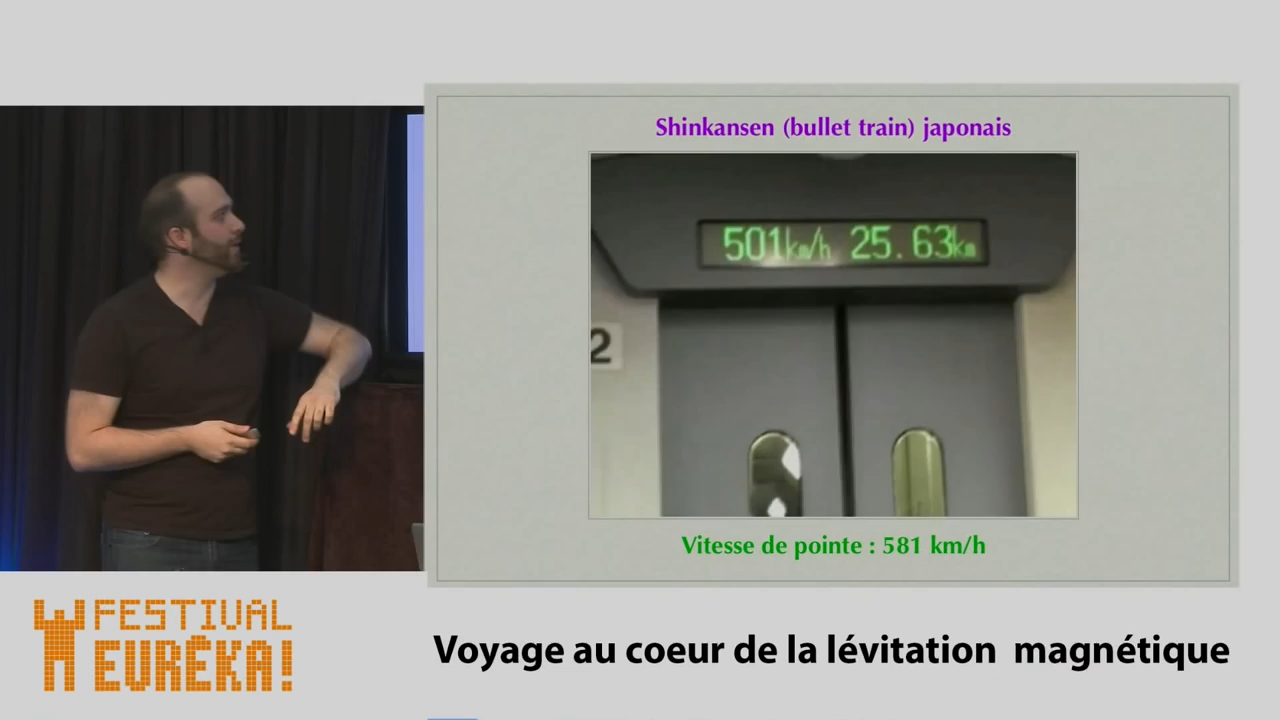 Shinkansen (bullet train) japonais
501km/h 25.63km
2
Vitesse de pointe : 581 km/h
FESTIVAL
EURÊKA!
Voyage au coeur de la lévitation magnétique